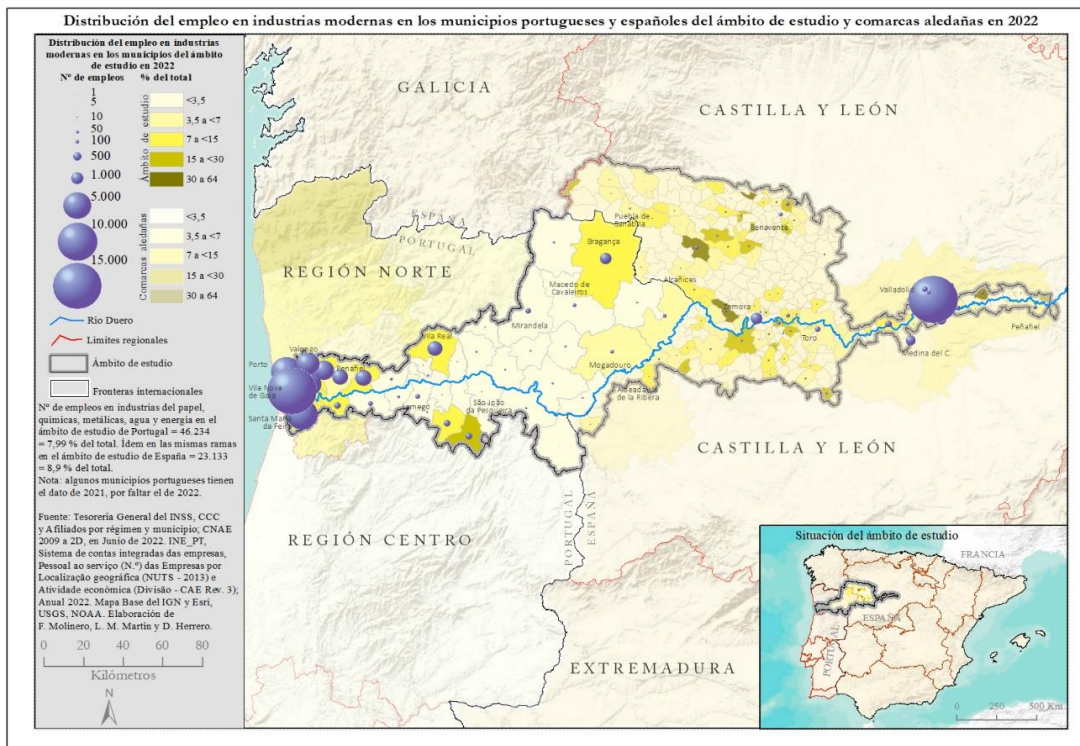 Distribución del empleo en industrias modernas en los municipios portugueses y españoles del ámbito de estudio y comarcas aledañas en 2022
Distribución del empleo en industrias
modernas en los municipios del ámbito
de estudio en 2022
Nº de empleos % del total
1
5
10
50
100
500
1.000
5.000
10.000
15.000
Ámbito de estudio
<3,5
3,5 a <7
7 a <15
15 a <30
30 a 64
Comarcas aledañas
<3,5
3,5 a <7
7 a <15
15 a <30
30 a 64
Río Duero
Límites regionales
Ámbito de estudio
Fronteras internacionales
Nº de empleos en industrias del papel,
químicas, metálicas, agua y energía en el
ámbito de estudio de Portugal = 46.234
= 7,99 % del total. Ídem en las mismas ramas
en el ámbito de estudio de España = 23.133
= 8,9 % del total.
Nota: algunos municipios portugueses tienen
el dato de 2021, por faltar el de 2022.
Fuente: Tesorería General del INSS, CCC
y Afiliados por régimen y municipio; CNAE
2009 a 2D, en Junio de 2022. INE_PT,
Sistema de contas integradas das empresas,
Pessoal ao serviço (N.º) das Empresas por
Localização geográfica (NUTS - 2013) e
Atividade económica (Divisão - CAE Rev. 3);
Anual 2022. Mapa Base del IGN y Esri,
USGS, NOAA. Elaboración de
F. Molinero, L. M. Martín y D. Herrero.
0 20 40 60 80
Kilómetros
N
GALICIA
CASTILLA Y LEÓN
ESPAÑA
PORTUGAL
REGIÓN NORTE
Puebla de
Sanabria
Benavente
Bragança
Alcañices
Macedo de
Cavaleiros
Mirandela
Zamora
Toro
Valladolid
Peñafiel
Medina del C.
Vila Real
Valongo
Porto
Penafiel
Vila Nova
de Gaia
Santa Maria
da Feira
Lamego
São João
da Pesqueira
Mogadouro
Aldeadávila
de la Ribera
CASTILLA Y LEÓN
REGIÓN CENTRO
PORTUGAL
ESPAÑA
EXTREMADURA
Situación del ámbito de estudio
FRANCIA
ESPAÑA
PORTUGAL
0 250 500 Km